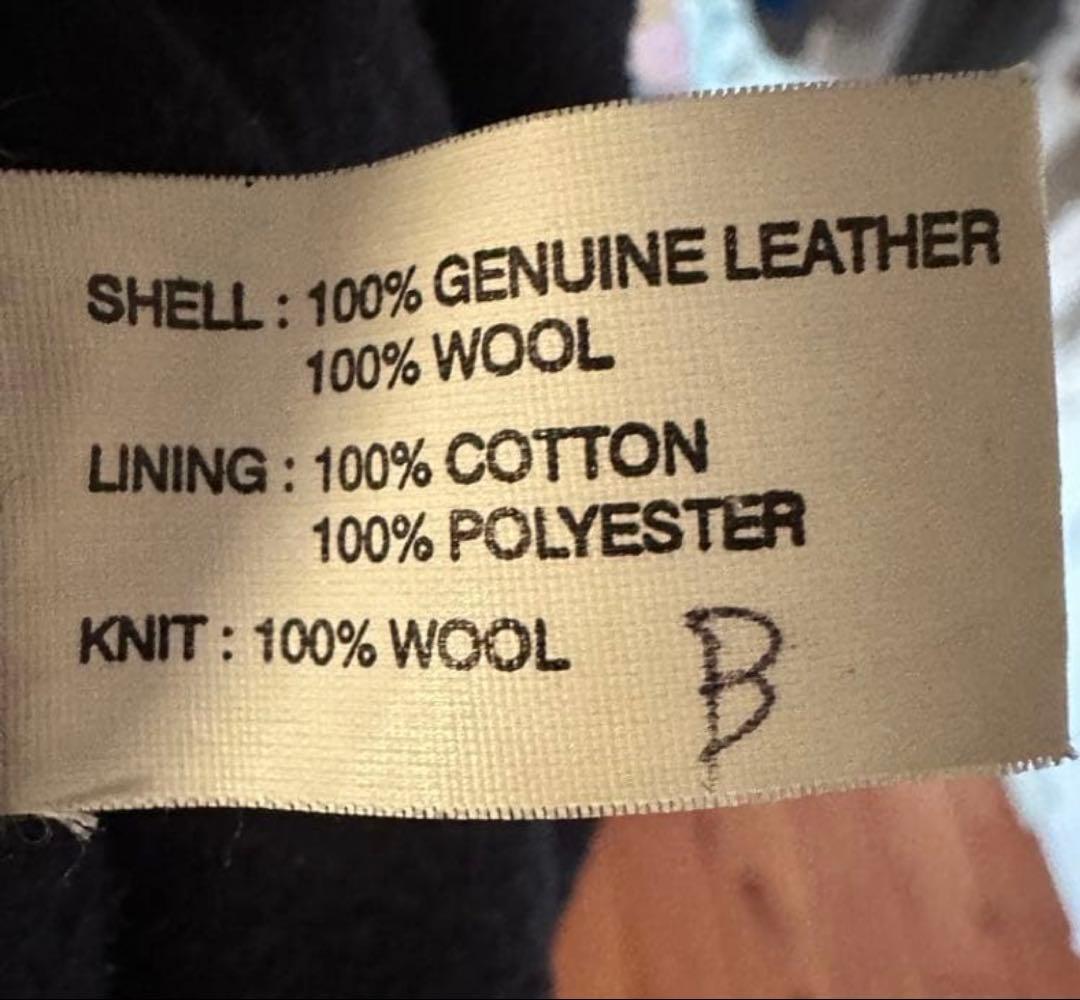 SHELL : 100% GENUINE LEATHER
100% WOOL
LINING : 100% COTTON
100% POLYESTER
KNIT : 100% WOOL
B